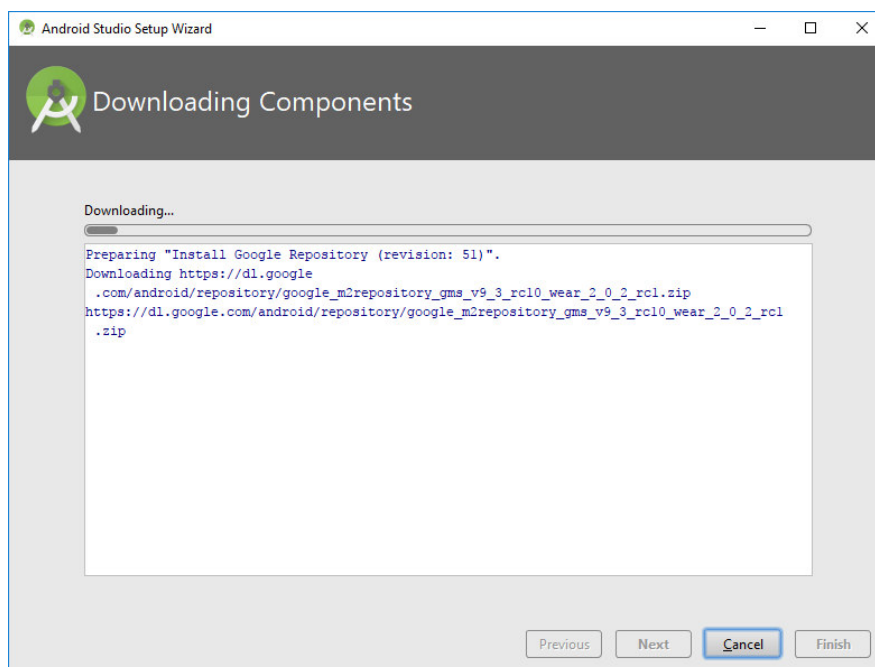 Android Studio Setup Wizard
Downloading Components
Downloading...
Preparing "Install Google Repository (revision: 51)".
Downloading https://dl.google
.com/android/repository/google_m2repository_gms_v9_3_rc10_wear_2_0_2_rc1.zip
https://dl.google.com/android/repository/google_m2repository_gms_v9_3_rc10_wear_2_0_2_rc1
.zip
Previous Next Cancel Finish